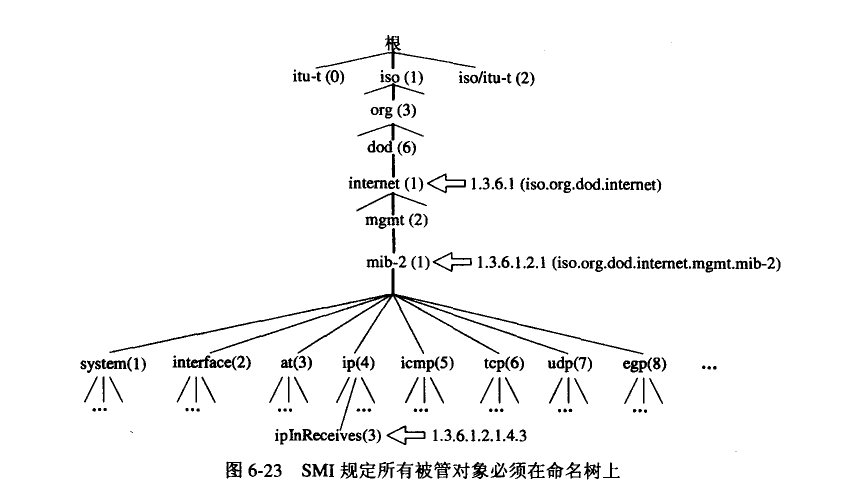 根
itu-t (0) iso (1) iso/itu-t (2)
org (3)
dod (6)
internet (1) 1.3.6.1 (iso.org.dod.internet)
mgmt (2)
mib-2 (1) 1.3.6.1.2.1 (iso.org.dod.internet.mgmt.mib-2)
system(1) interface(2) at(3) ip(4) icmp(5) tcp(6) udp(7) egp(8) ...
... ... ... ... ... ... ... ...
ipInReceives(3) 1.3.6.1.2.1.4.3
图 6-23 SMI 规定所有被管对象必须在命名树上